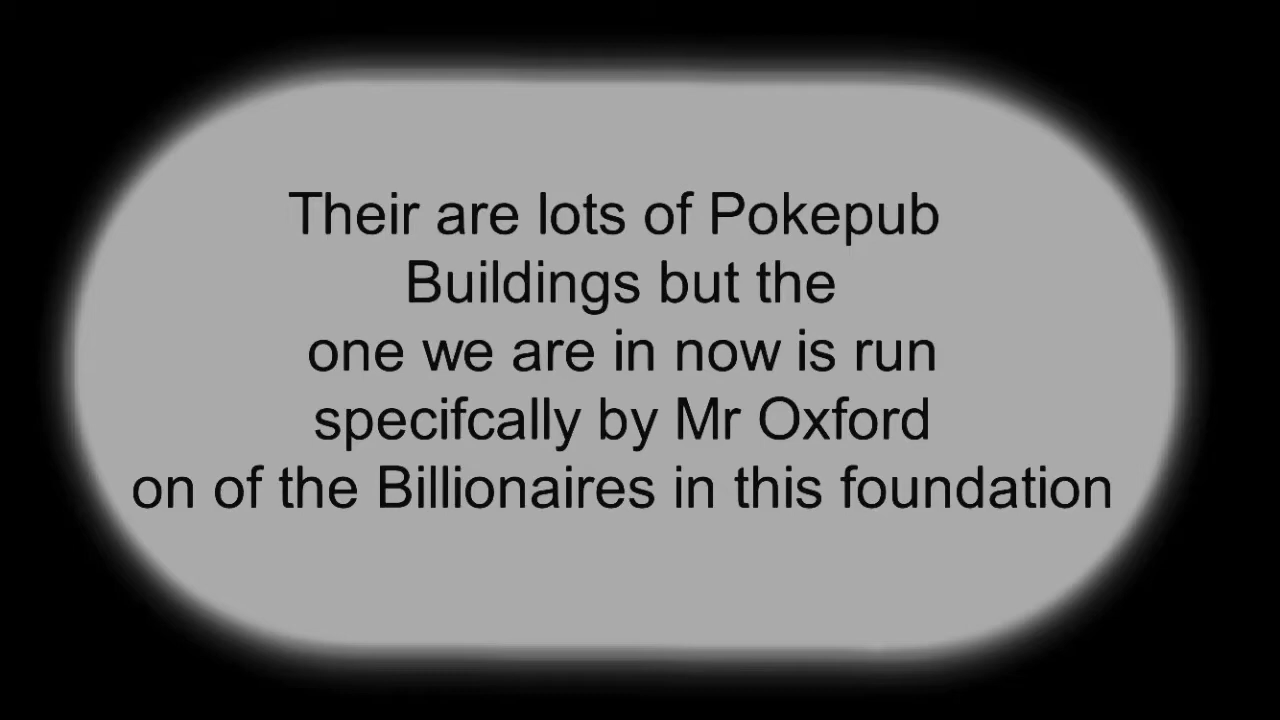 Their are lots of Pokepub
Buildings but the
one we are in now is run
specifcally by Mr Oxford
on of the Billionaires in this foundation